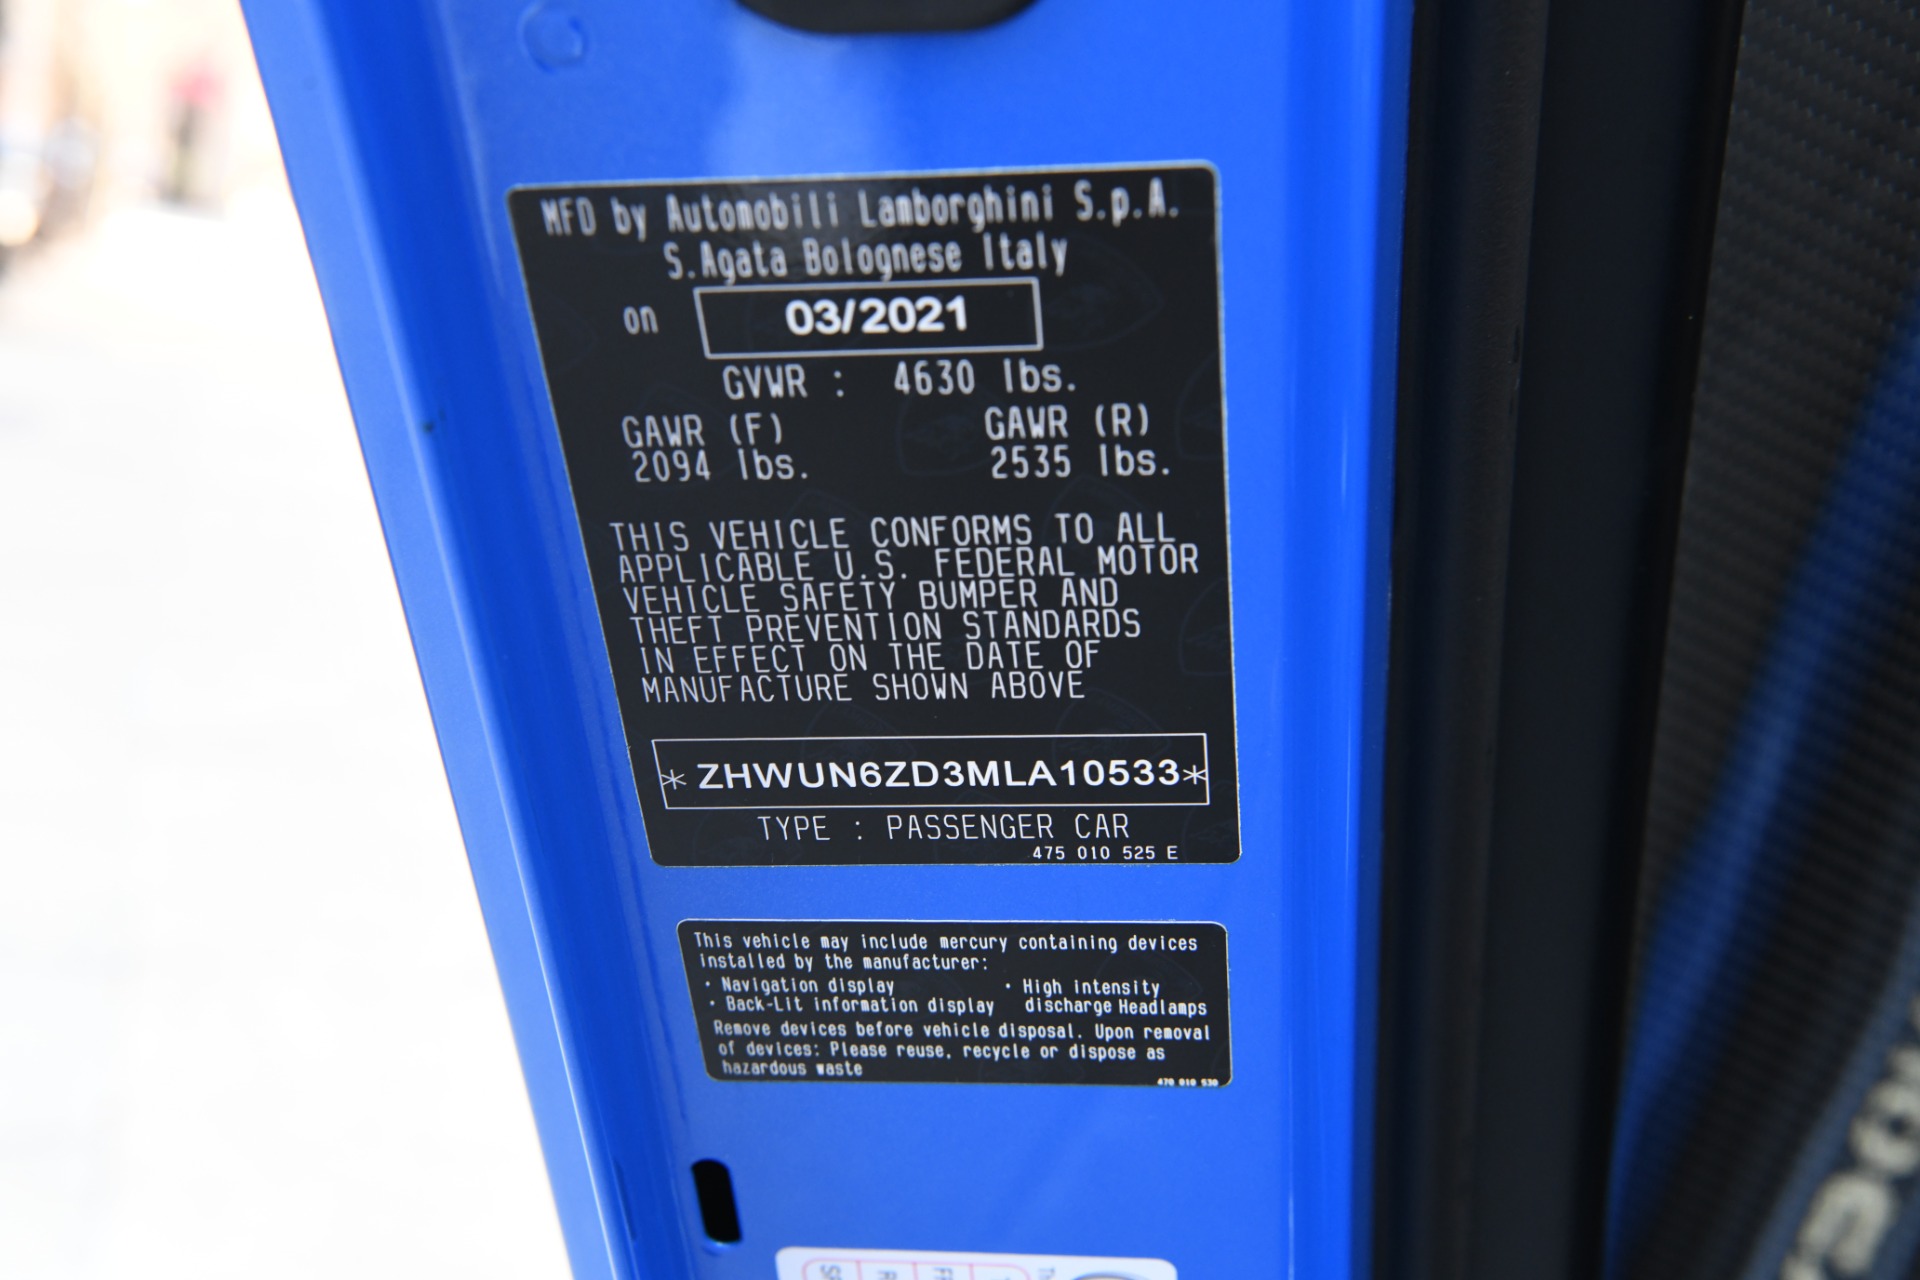 MFD by Automobili Lamborghini S.p.A.
S.Agata Bolognese Italy
on 03/2021
GVWR : 4630 lbs.
GAWR (F) GAWR (R)
2094 lbs. 2535 lbs.
THIS VEHICLE CONFORMS TO ALL
APPLICABLE U.S. FEDERAL MOTOR
VEHICLE SAFETY BUMPER AND
THEFT PREVENTION STANDARDS
IN EFFECT ON THE DATE OF
MANUFACTURE SHOWN ABOVE
* ZHWUN6ZD3MLA10533*
TYPE : PASSENGER CAR
475 010 525 E
This vehicle may include mercury containing devices
installed by the manufacturer:
· Navigation display · High intensity
· Back-Lit information display discharge Headlamps
Remove devices before vehicle disposal. Upon removal
of devices: Please reuse, recycle or dispose as
hazardous waste
470 010 530